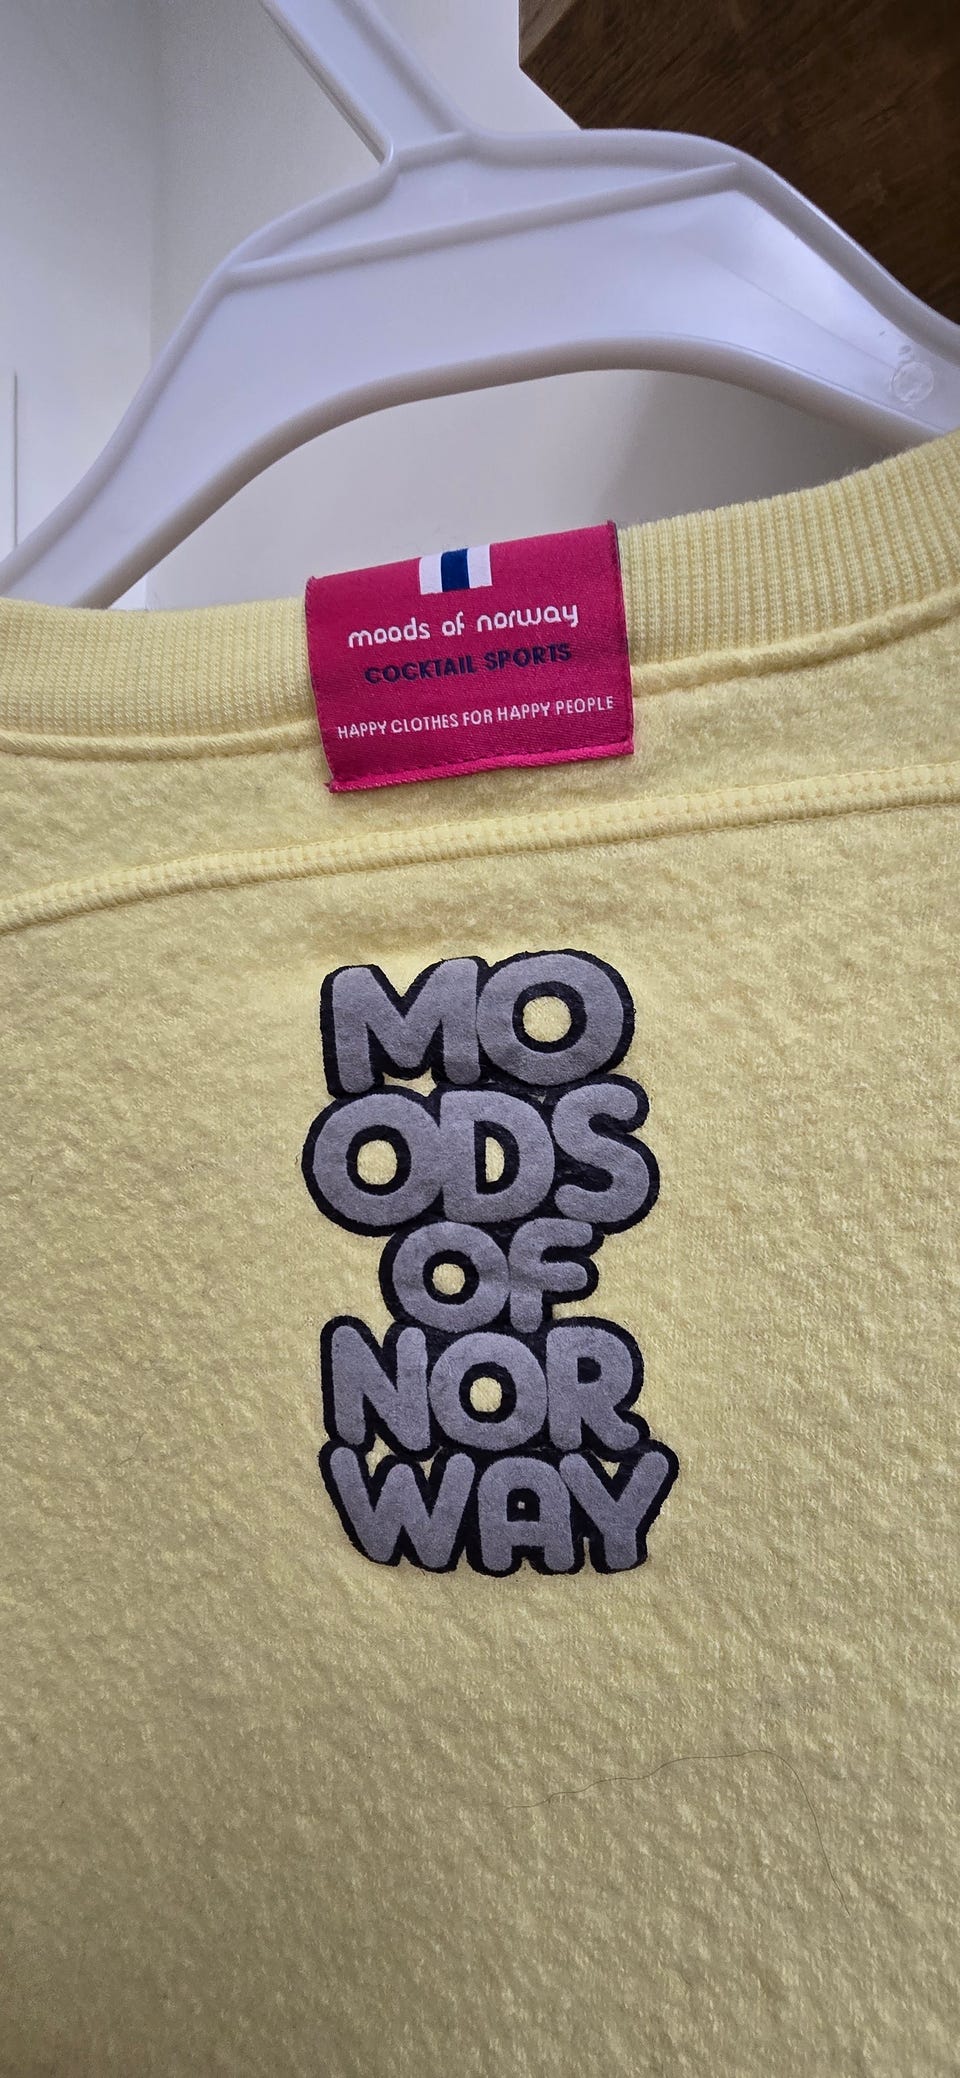 moods of norway
COCKTAIL SPORTS
HAPPY CLOTHES FOR HAPPY PEOPLE
MO
ODS
OF
NOR
WAY